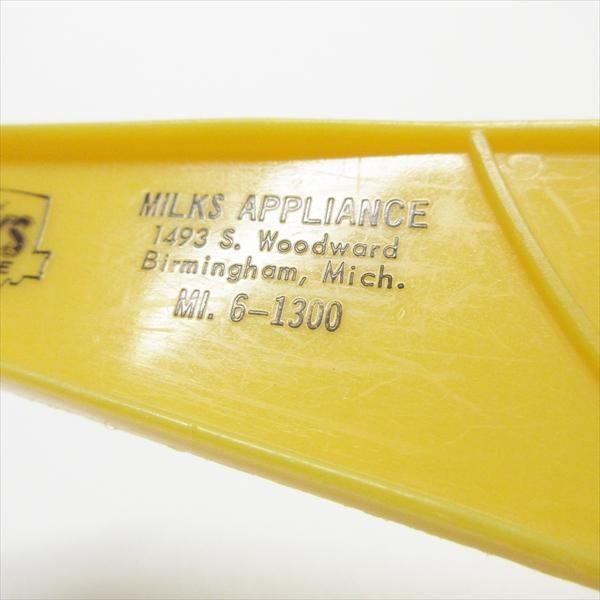 MILKS APPLIANCE
1493 S. Woodward
Birmingham, Mich.
MI. 6-1300